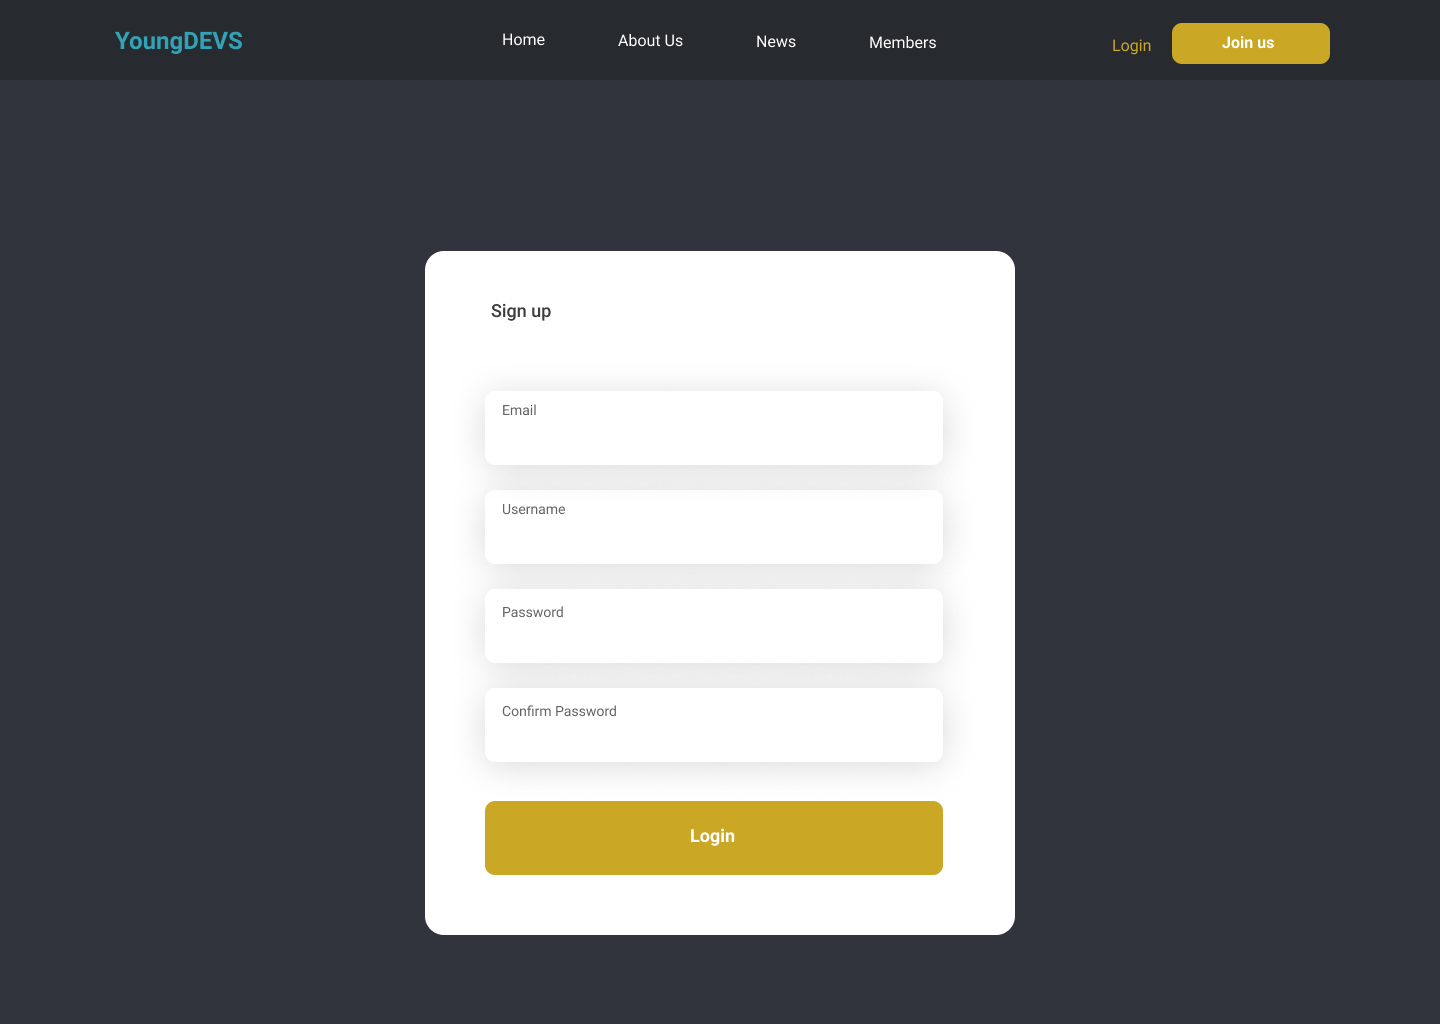 YoungDEVS
Home
About Us
News
Members
Login
Join us
Sign up
Email
Username
Password
Confirm Password
Login